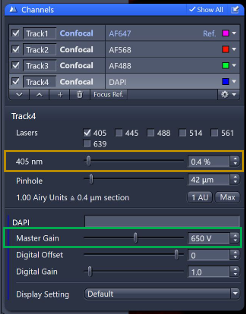 Channels Show All
Track1 Confocal AF647 Ref.
Track2 Confocal AF568
Track3 Confocal AF488
Track4 Confocal DAPI
Focus Ref.
Track4
Lasers 405 445 488 514 561
639
405 nm 0.4 %
Pinhole 42 µm
1.00 Airy Units ≙ 0.4 µm section 1 AU Max
DAPI
Master Gain 650 V
Digital Offset 0
Digital Gain 1.0
Display Setting Default